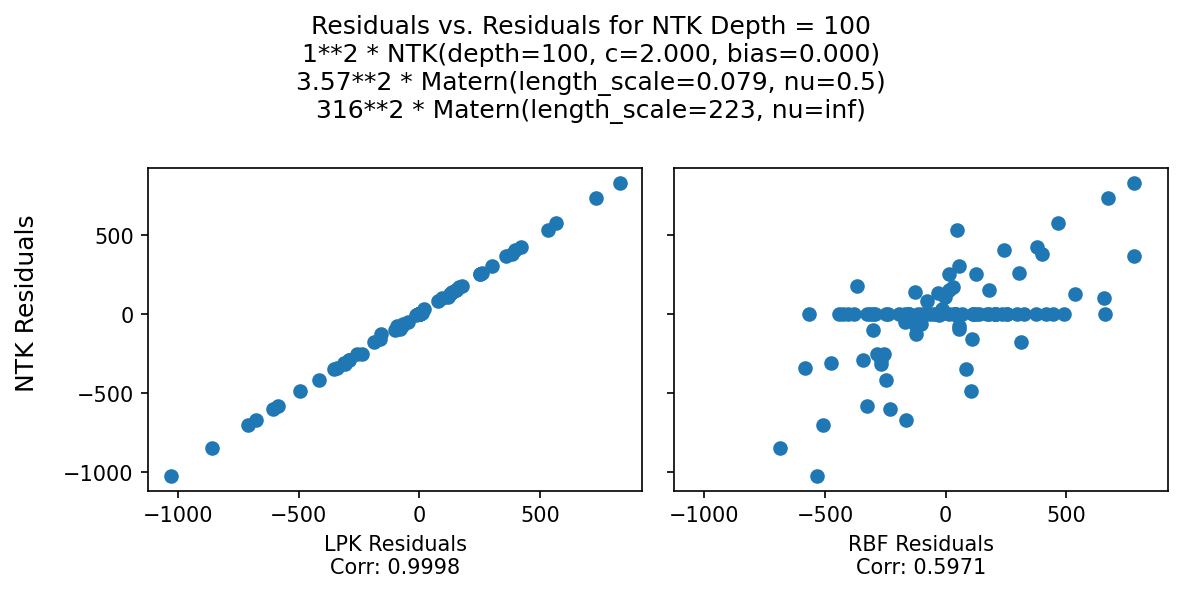 Residuals vs. Residuals for NTK Depth = 100
1**2 * NTK(depth=100, c=2.000, bias=0.000)
3.57**2 * Matern(length_scale=0.079, nu=0.5)
316**2 * Matern(length_scale=223, nu=inf)
NTK Residuals
500
0
−500
−1000
−1000 −500 0 500
LPK Residuals
Corr: 0.9998
−1000 −500 0 500
RBF Residuals
Corr: 0.5971